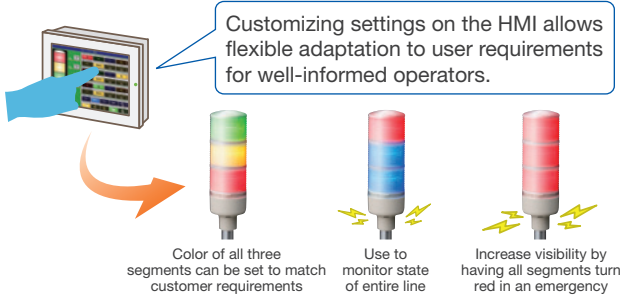 Customizing settings on the HMI allows
flexible adaptation to user requirements
for well-informed operators.
Color of all three
segments can be set to match
customer requirements
Use to
monitor state
of entire line
Increase visibility by
having all segments turn
red in an emergency